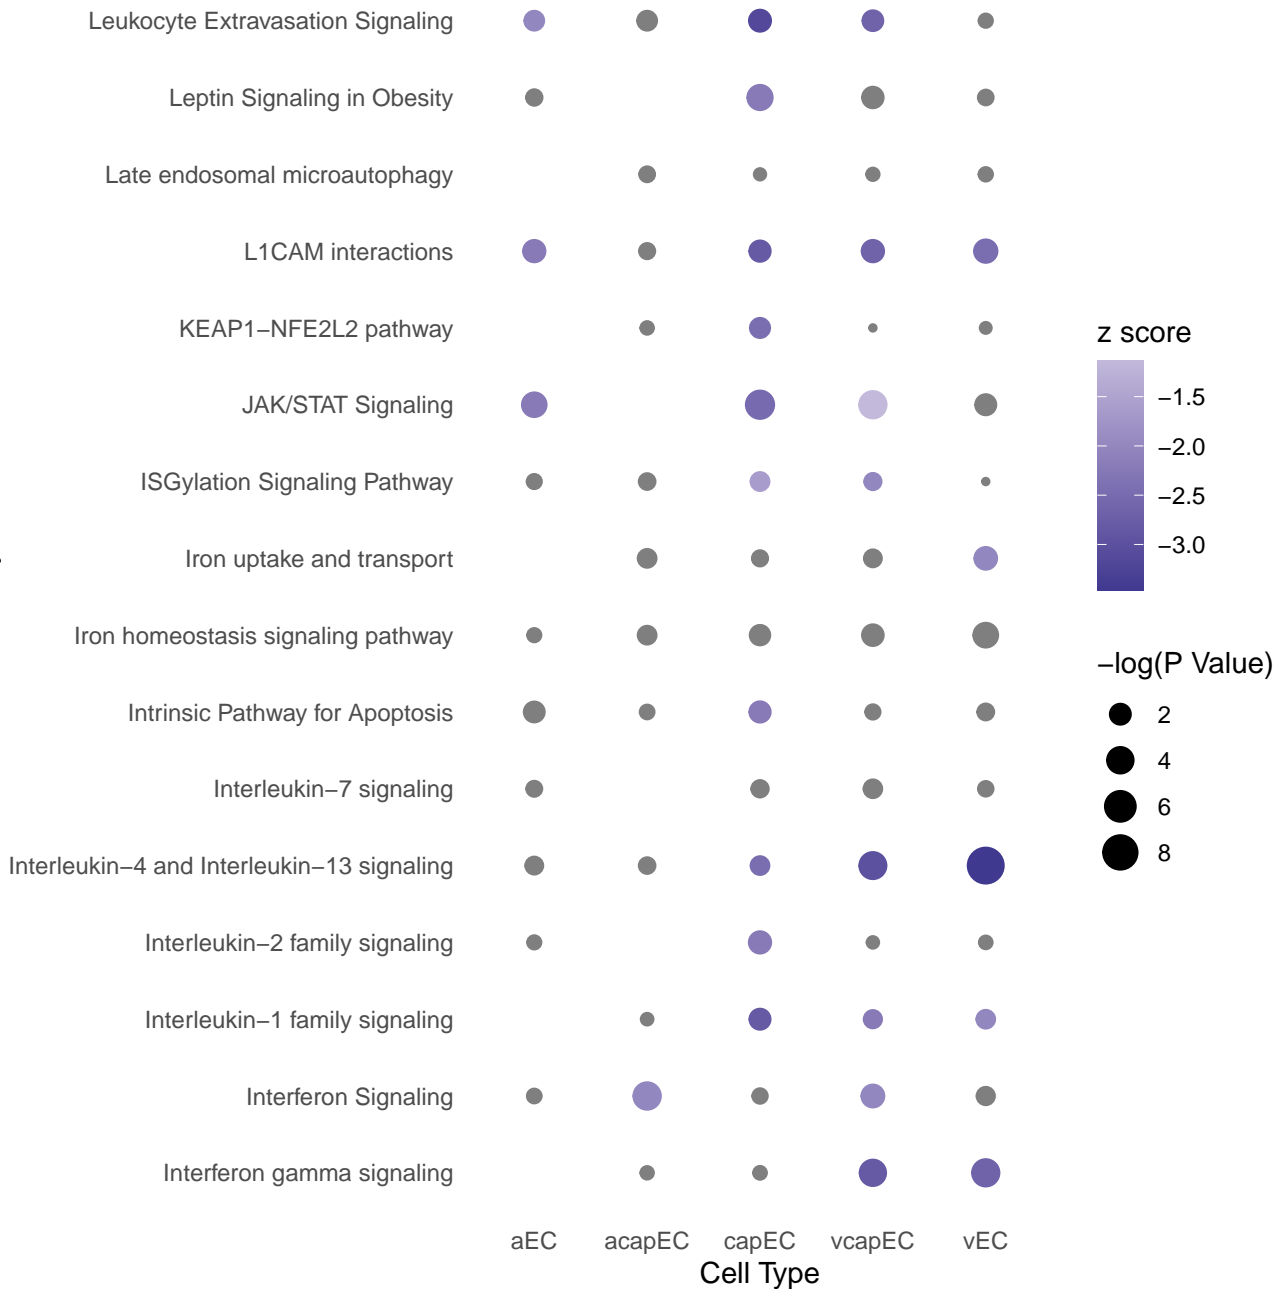 Leukocyte Extravasation Signaling
Leptin Signaling in Obesity
Late endosomal microautophagy
L1CAM interactions
KEAP1−NFE2L2 pathway
JAK/STAT Signaling
ISGylation Signaling Pathway
Iron uptake and transport
Iron homeostasis signaling pathway
Intrinsic Pathway for Apoptosis
Interleukin−7 signaling
Interleukin−4 and Interleukin−13 signaling
Interleukin−2 family signaling
Interleukin−1 family signaling
Interferon Signaling
Interferon gamma signaling
aEC acapEC capEC vcapEC vEC
Cell Type
z score
−1.5
−2.0
−2.5
−3.0
−log(P Value)
2
4
6
8